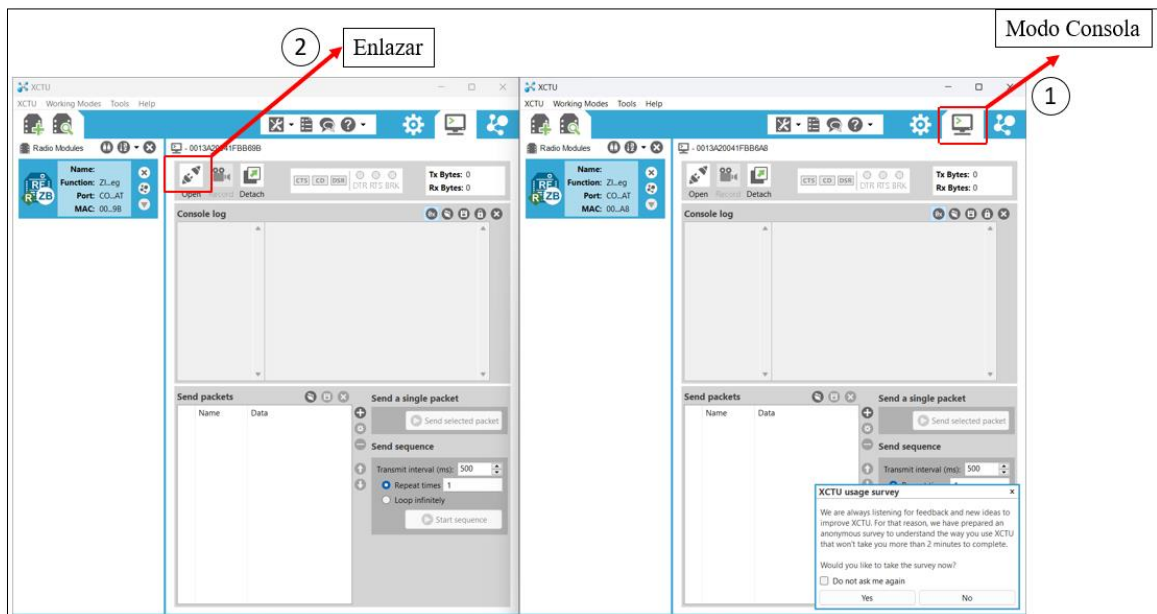 Modo Consola
2
Enlazar
1
XCTU
XCTU Working Modes Tools Help
Radio Modules
- 0013A20041FBB69B
Name:
Function: ZI...eg
Port: CO...AT
MAC: 00...9B
Open Record Detach
CTS CD DSR
DTR RTS BRK
Tx Bytes: 0
Rx Bytes: 0
Console log
Send packets
Name Data
Send a single packet
Send selected packet
Send sequence
Transmit interval (ms): 500
Repeat times 1
Loop infinitely
Start sequence
XCTU
XCTU Working Modes Tools Help
Radio Modules
- 0013A20041FBB6A8
Name:
Function: ZI...eg
Port: CO...AT
MAC: 00...A8
Open Record Detach
CTS CD DSR
DTR RTS BRK
Tx Bytes: 0
Rx Bytes: 0
Console log
Send packets
Name Data
Send a single packet
Send selected packet
Send sequence
Transmit interval (ms): 500
XCTU usage survey
We are always listening for feedback and new ideas to
improve XCTU. For that reason, we have prepared an
anonymous survey to understand the way you use XCTU
that won't take you more than 2 minutes to complete.
Would you like to take the survey now?
Do not ask me again
Yes No